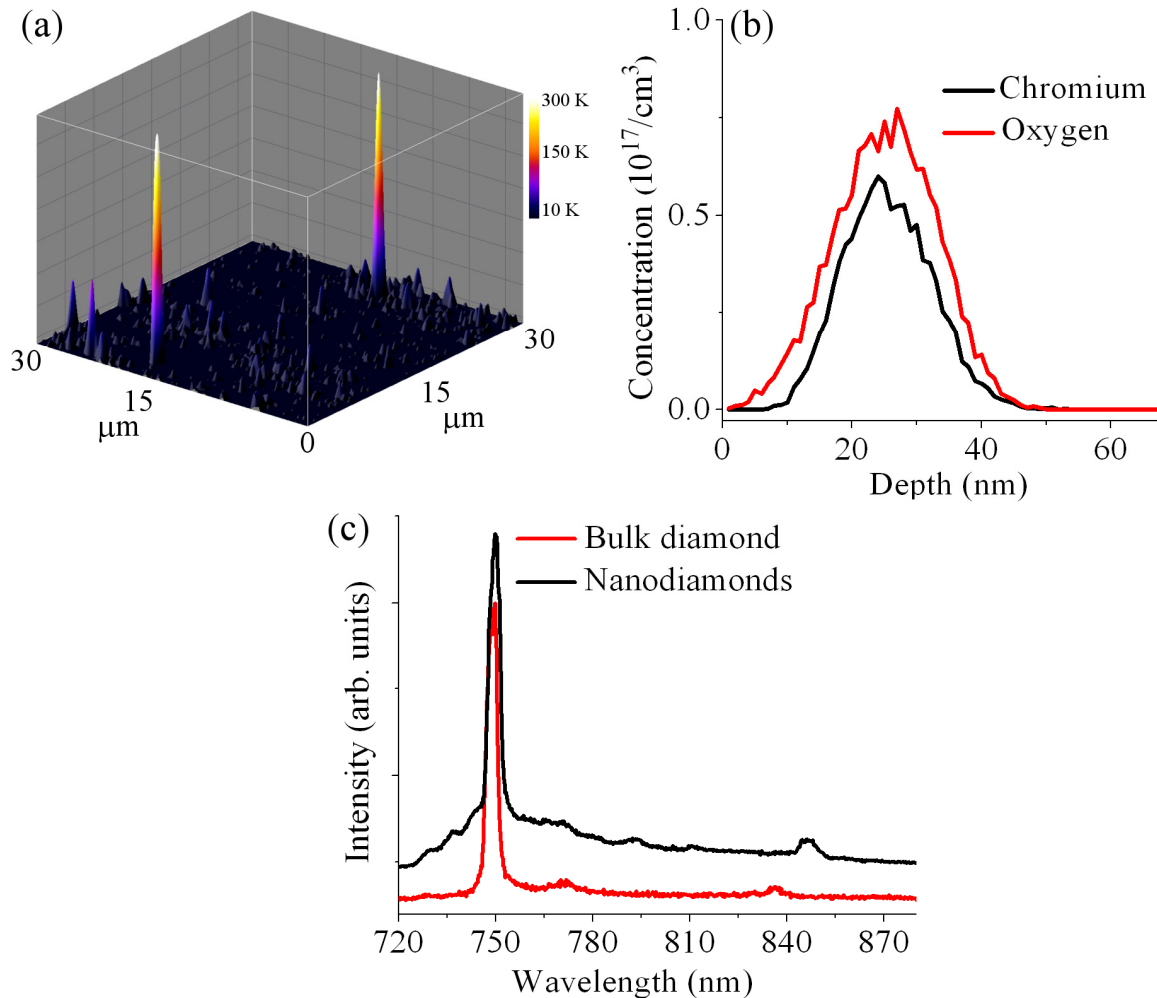 (a)
300 K
150 K
10 K
30
15
μm
0
15
μm
30
(b)
Chromium
Oxygen
1.0
0.5
0.0
Concentration (10¹⁷/cm³)
0 20 40 60
Depth (nm)
(c)
Bulk diamond
Nanodiamonds
Intensity (arb. units)
720 750 780 810 840 870
Wavelength (nm)